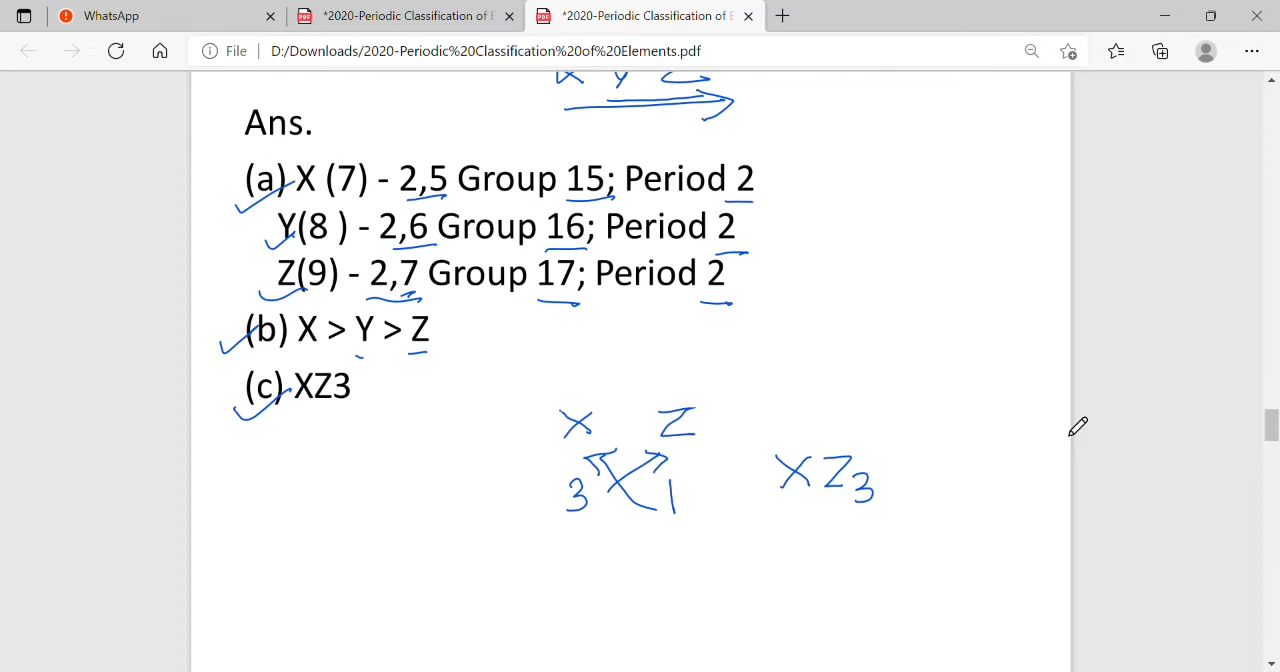 WhatsApp
*2020-Periodic Classification of E
*2020-Periodic Classification of E
File
D:/Downloads/2020-Periodic%20Classification%20of%20Elements.pdf
X Y Z
Ans.
(a) X (7) - 2,5 Group 15; Period 2
Y(8 ) - 2,6 Group 16; Period 2
Z(9) - 2,7 Group 17; Period 2
(b) X > Y > Z
(c) XZ3
X Z
3 1
XZ3